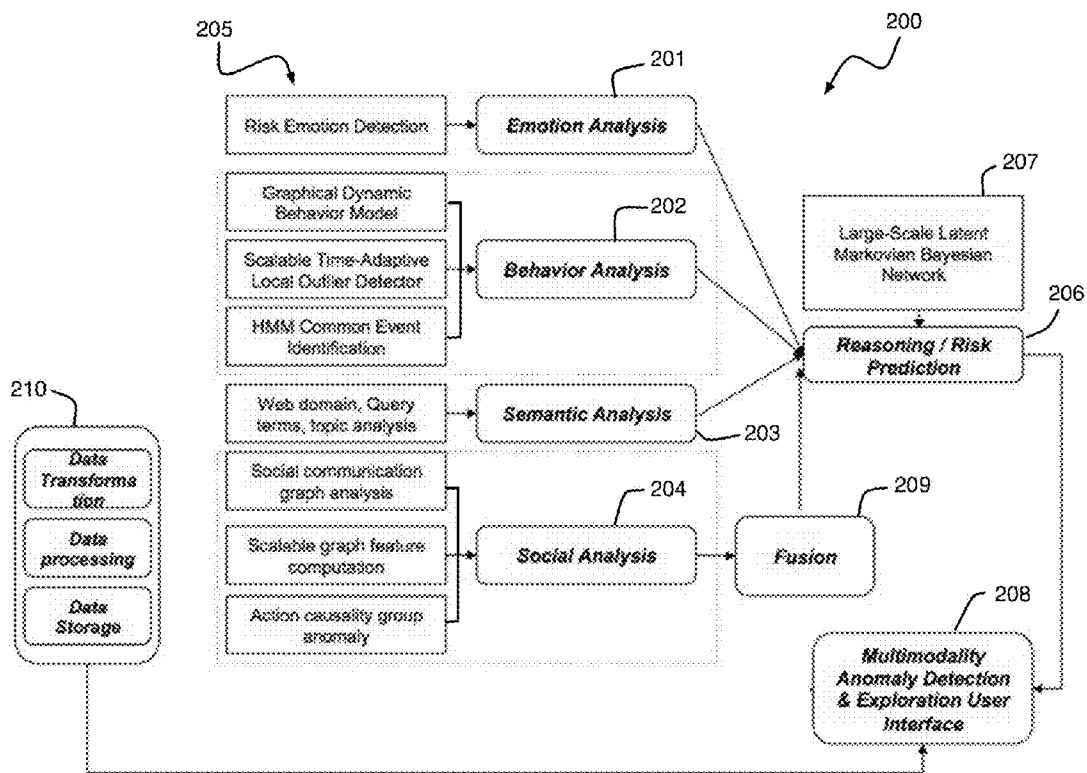 205
200
201
Risk Emotion Detection
Emotion Analysis
Graphical Dynamic
Behavior Model
202
207
Scalable Time-Adaptive
Local Outlier Detector
Behavior Analysis
Large-Scale Latent
Markovian Bayesian
Network
HMM Common Event
Identification
206
Reasoning / Risk
Prediction
210
Web domain, Query
terms, topic analysis
Semantic Analysis
203
Data
Transforma
tion
Data
processing
Data
Storage
Social communication
graph analysis
204
209
Scalable graph feature
computation
Social Analysis
Fusion
Action causality group
anomaly
208
Multimodality
Anomaly Detection
& Exploration User
Interface